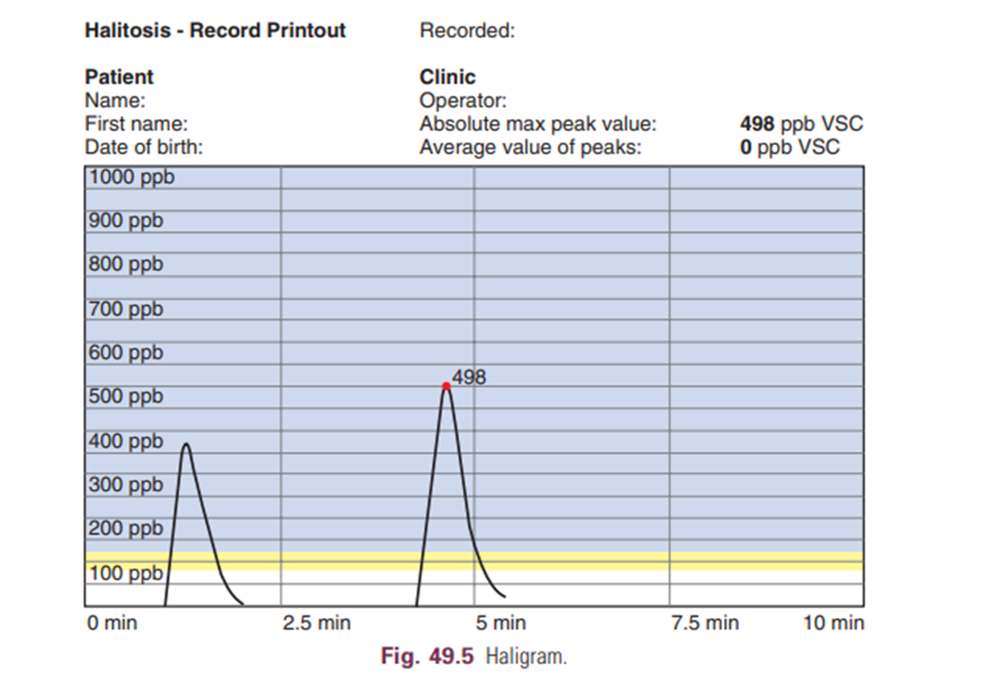 Halitosis - Record Printout Recorded:
Patient Clinic
Name: Operator:
First name: Absolute max peak value: 498 ppb VSC
Date of birth: Average value of peaks: 0 ppb VSC
1000 ppb
900 ppb
800 ppb
700 ppb
600 ppb
498
500 ppb
400 ppb
300 ppb
200 ppb
100 ppb
0 min 2.5 min 5 min 7.5 min 10 min
Fig. 49.5 Haligram.